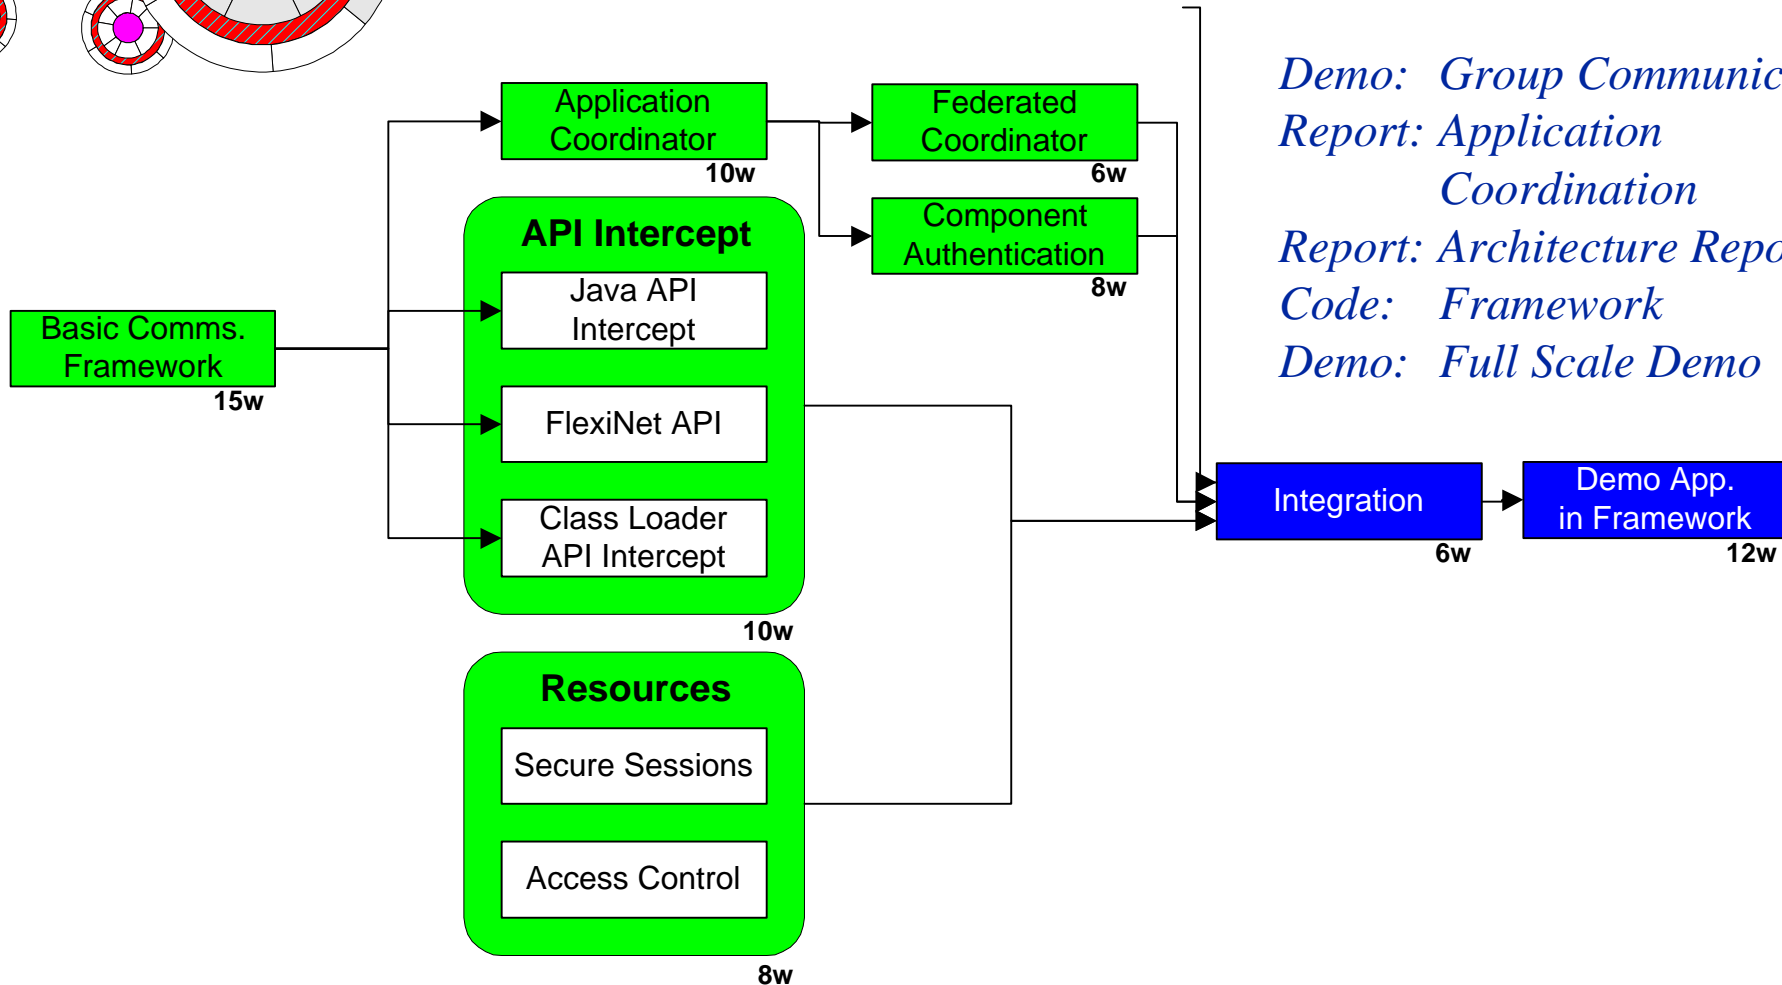 Demo: Group Communic
Report: Application
Coordination
Report: Architecture Repo
Code: Framework
Demo: Full Scale Demo
Application
Coordinator
10w
Federated
Coordinator
6w
Component
Authentication
8w
Basic Comms.
Framework
15w
API Intercept
Java API
Intercept
FlexiNet API
Class Loader
API Intercept
10w
Resources
Secure Sessions
Access Control
8w
Integration
6w
Demo App.
in Framework
12w